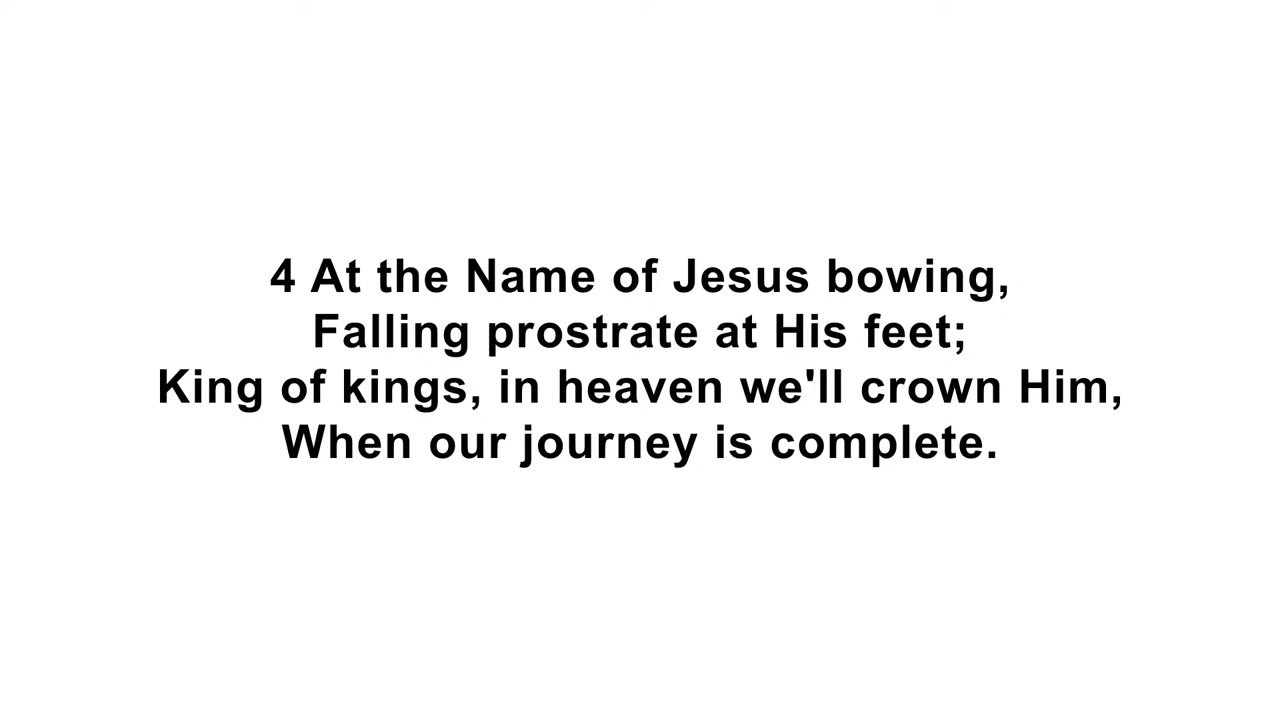 4 At the Name of Jesus bowing,
Falling prostrate at His feet;
King of kings, in heaven we'll crown Him,
When our journey is complete.